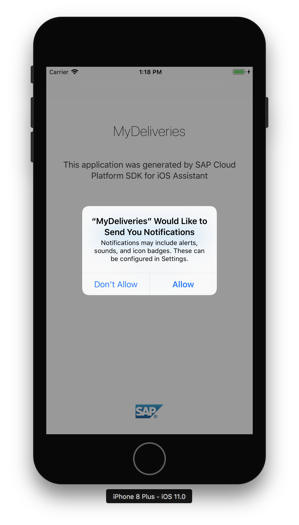 Carrier 1:18 PM
MyDeliveries
This application was generated by SAP Cloud
Platform SDK for iOS Assistant
“MyDeliveries” Would Like to
Send You Notifications
Notifications may include alerts,
sounds, and icon badges. These can
be configured in Settings.
Don’t Allow Allow
SAP
iPhone 8 Plus - iOS 11.0